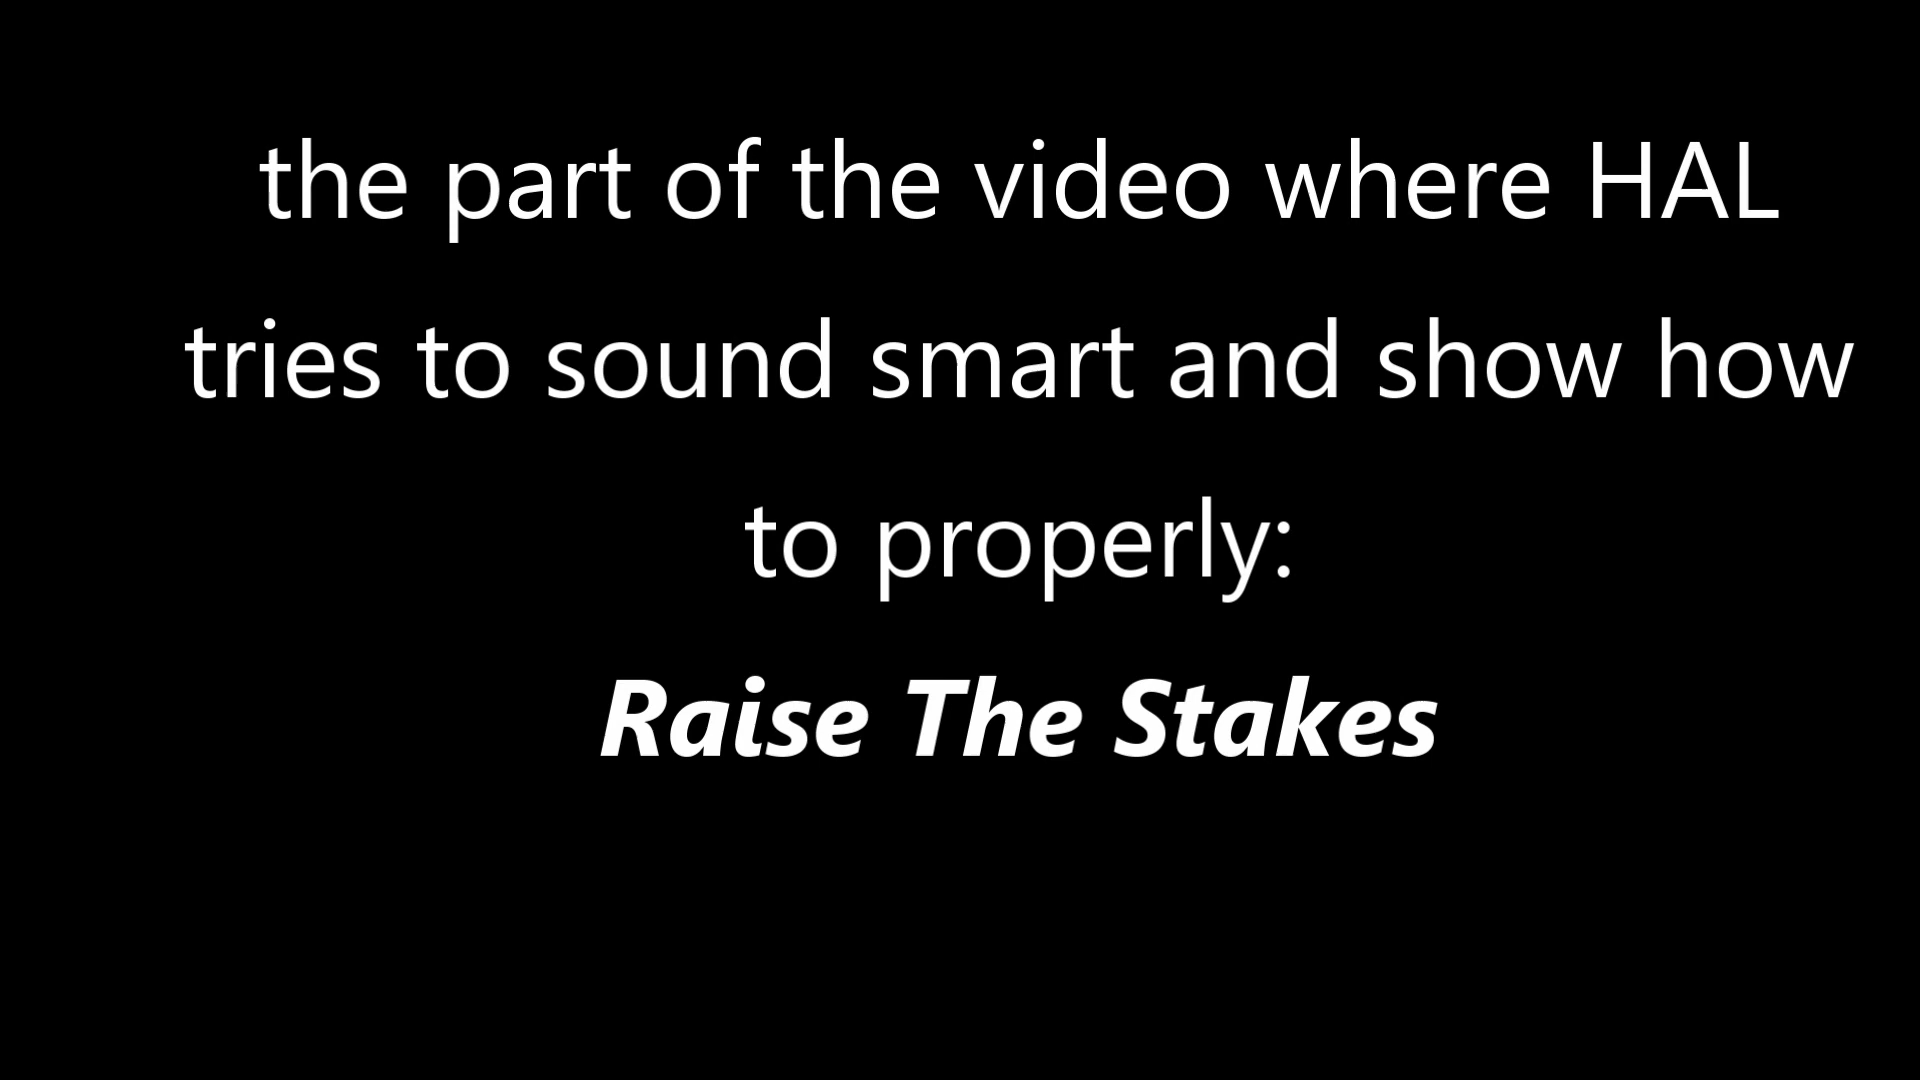 the part of the video where HAL
tries to sound smart and show how
to properly:
Raise The Stakes